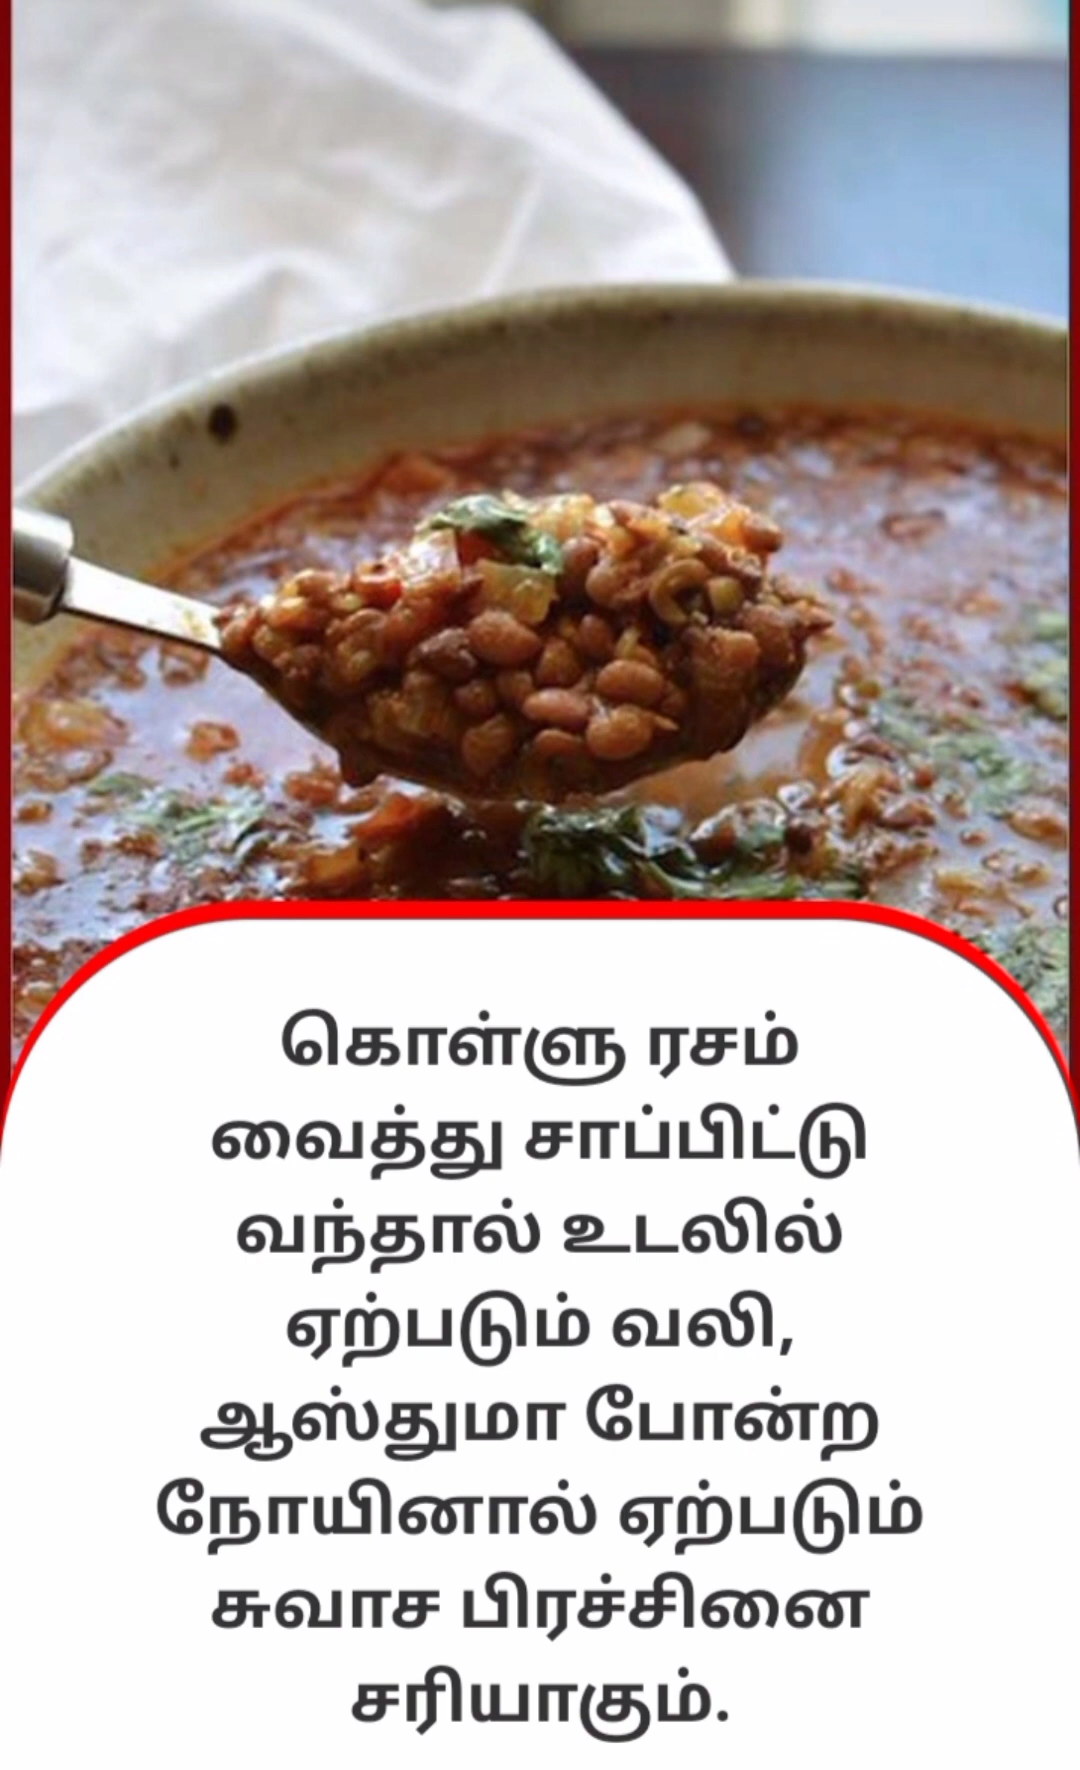 கொள்ளு ரசம்
வைத்து சாப்பிட்டு
வந்தால் உடலில்
ஏற்படும் வலி,
ஆஸ்துமா போன்ற
நோயினால் ஏற்படும்
சுவாச பிரச்சினை
சரியாகும்.